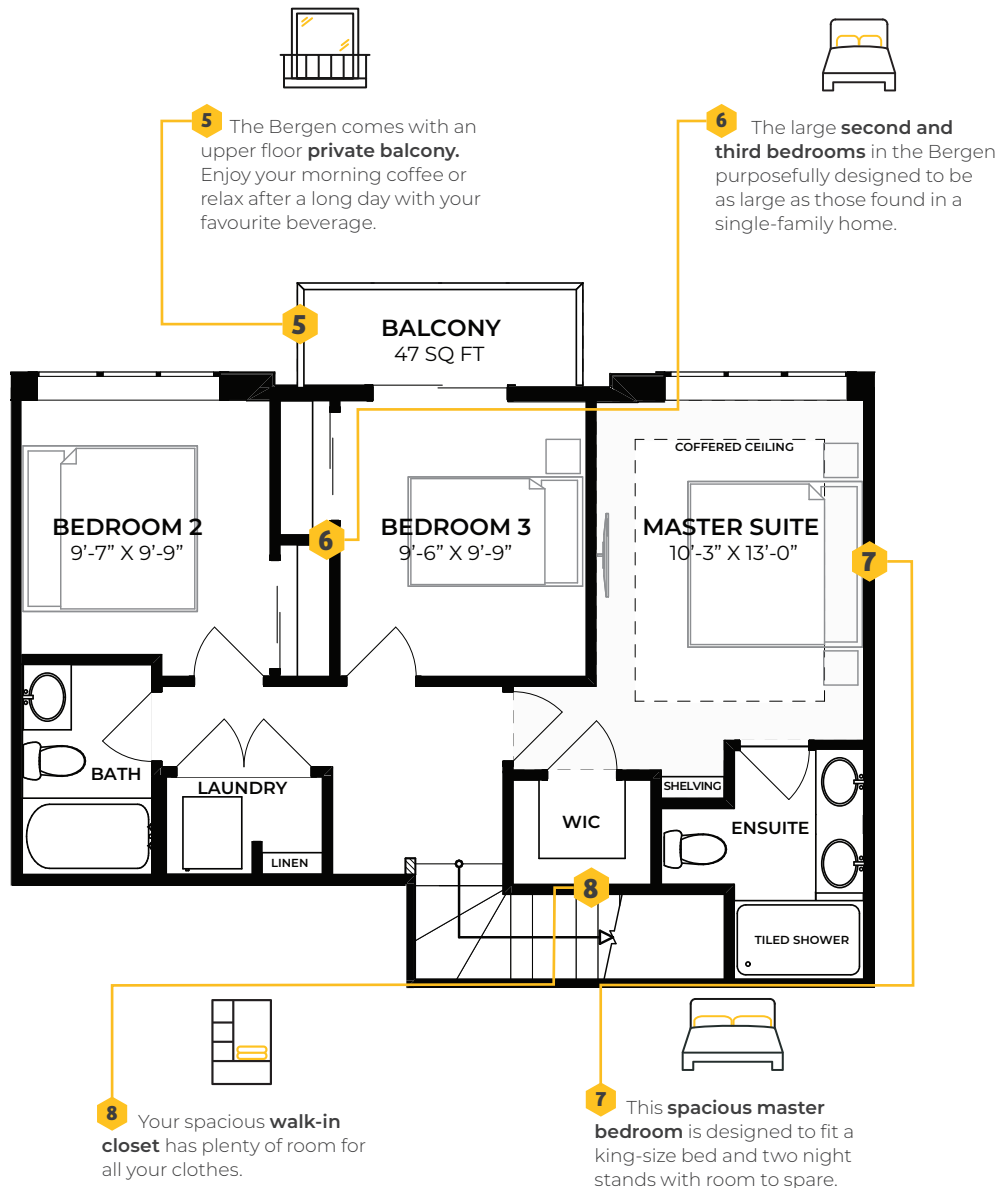 5 The Bergen comes with an
upper floor private balcony.
Enjoy your morning coffee or
relax after a long day with your
favourite beverage.
6 The large second and
third bedrooms in the Bergen
purposefully designed to be
as large as those found in a
single-family home.
5
BALCONY
47 SQ FT
COFFERED CEILING
BEDROOM 2
9’-7” X 9’-9”
6
BEDROOM 3
9’-6” X 9’-9”
MASTER SUITE
10’-3” X 13’-0”
7
BATH
LAUNDRY
LINEN
WIC
SHELVING
ENSUITE
8
TILED SHOWER
8 Your spacious walk-in
closet has plenty of room for
all your clothes.
7 This spacious master
bedroom is designed to fit a
king-size bed and two night
stands with room to spare.